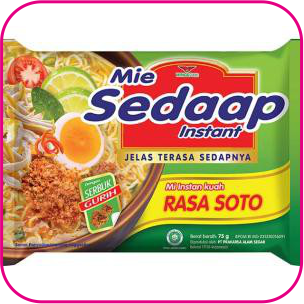 Mie
Sedaap
Instant
JELAS TERASA SEDAPNYA
dengan
SERBUK
GURIH
Mi instan kuah
RASA SOTO
Berat bersih: 75 g